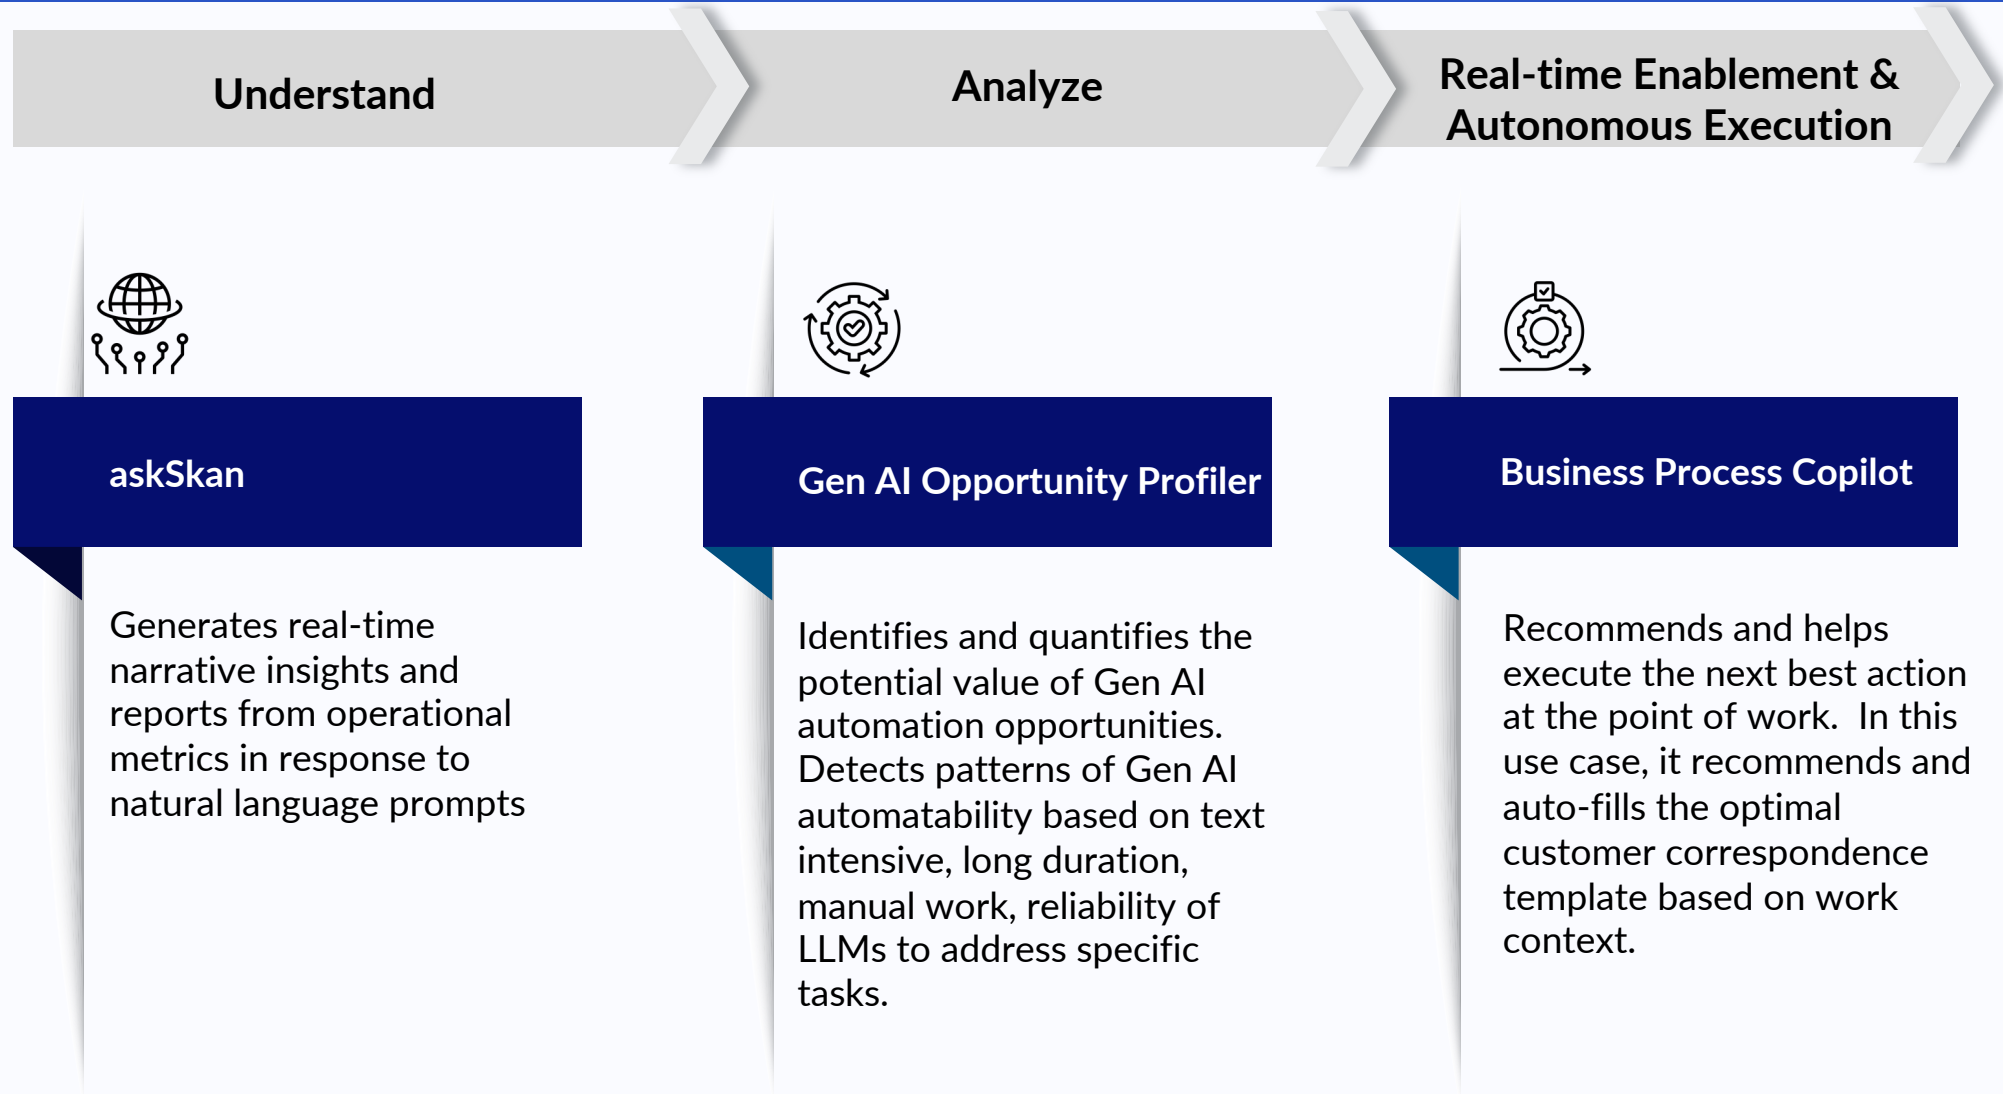 Understand
Analyze
Real-time Enablement &
Autonomous Execution
askSkan
Generates real-time
narrative insights and
reports from operational
metrics in response to
natural language prompts
Gen AI Opportunity Profiler
Identifies and quantifies the
potential value of Gen AI
automation opportunities.
Detects patterns of Gen AI
automatability based on text
intensive, long duration,
manual work, reliability of
LLMs to address specific
tasks.
Business Process Copilot
Recommends and helps
execute the next best action
at the point of work.  In this
use case, it recommends and
auto-fills the optimal
customer correspondence
template based on work
context.